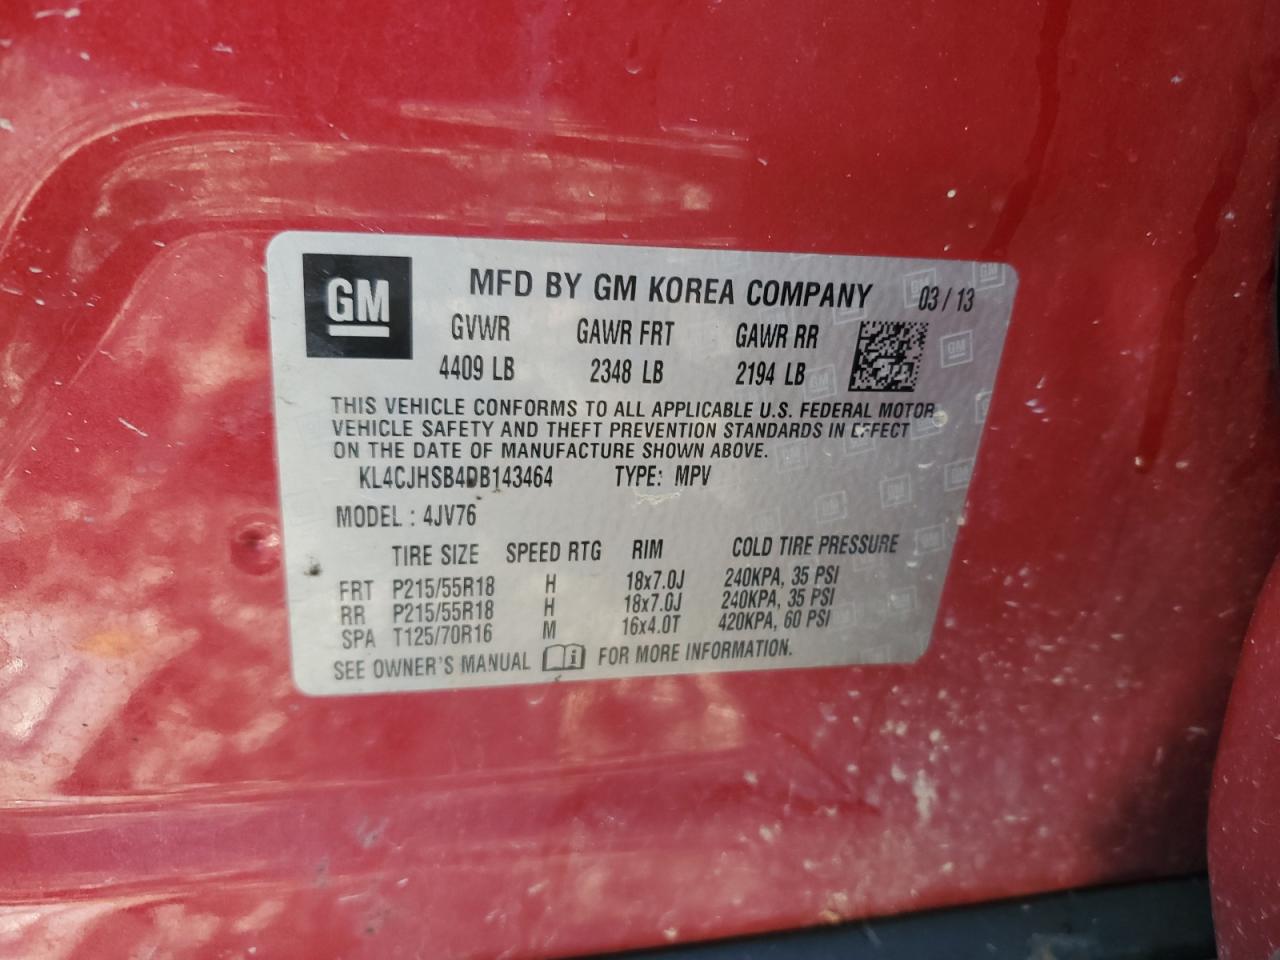 GM
MFD BY GM KOREA COMPANY 03/13
GVWR GAWR FRT GAWR RR
4409 LB 2348 LB 2194 LB
THIS VEHICLE CONFORMS TO ALL APPLICABLE U.S. FEDERAL MOTOR
VEHICLE SAFETY AND THEFT PREVENTION STANDARDS IN EFFECT
ON THE DATE OF MANUFACTURE SHOWN ABOVE.
KL4CJHSB4DB143464 TYPE: MPV
MODEL : 4JV76
TIRE SIZE SPEED RTG RIM COLD TIRE PRESSURE
FRT P215/55R18 H 18x7.0J 240KPA, 35 PSI
RR P215/55R18 H 18x7.0J 240KPA, 35 PSI
SPA T125/70R16 M 16x4.0T 420KPA, 60 PSI
SEE OWNER'S MANUAL i FOR MORE INFORMATION.